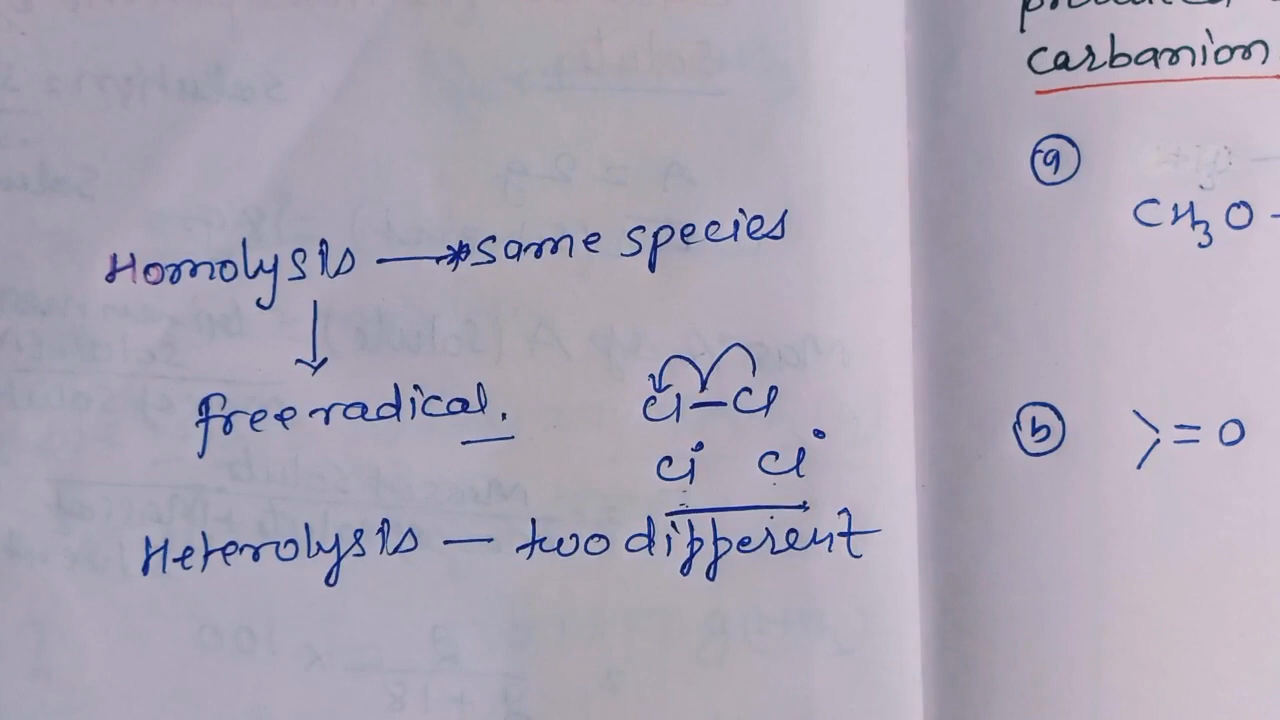 Homolysis → same species
↓
free radical.
Cl–Cl
Cl• Cl•
Heterolysis – two different
carbanion
(a)
CH₃O -
(b) >=O